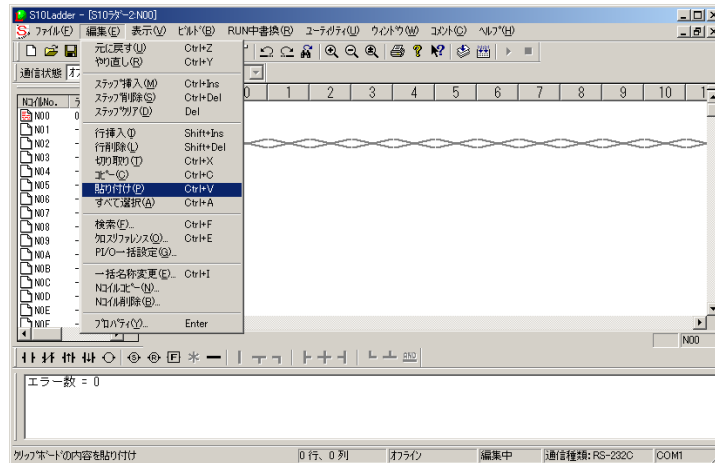 S10Ladder - [S10ﾗﾀﾞｰ2:N00]
ﾌｧｲﾙ(F) 編集(E) 表示(V) ﾋﾞﾙﾄﾞ(B) RUN中書換(R) ﾕｰﾃｨﾘﾃｨ(U) ｳｨﾝﾄﾞｳ(W) ｺﾒﾝﾄ(C) ﾍﾙﾌﾟ(H)
通信状態
元に戻す(U) Ctrl+Z
やり直し(R) Ctrl+Y
ｽﾃｯﾌﾟ挿入(M) Ctrl+Ins
ｽﾃｯﾌﾟ削除(S) Ctrl+Del
ｽﾃｯﾌﾟｸﾘｱ(D) Del
行挿入(I) Shift+Ins
行削除(L) Shift+Del
切り取り(T) Ctrl+X
ｺﾋﾟｰ(C) Ctrl+C
貼り付け(P) Ctrl+V
すべて選択(A) Ctrl+A
検索(F)... Ctrl+F
ｸﾛｽﾘﾌｧﾚﾝｽ(O)... Ctrl+E
PI/O一括設定(G)...
一括名称変更(E)... Ctrl+I
Nｺｲﾙｺﾋﾟｰ(N)...
Nｺｲﾙ削除(B)...
ﾌﾟﾛﾊﾟﾃｨ(Y)... Enter
NｺｲﾙNo.
N00 0
N01 -
N02 -
N03 -
N04 -
N05 -
N06 -
N07 -
N08 -
N09 -
N0A -
N0B -
N0C -
N0D -
N0E -
N0F -
0 1 2 3 4 5 6 7 8 9 10
N00
F
AND
エラー数 = 0
ｸﾘｯﾌﾟﾎﾞｰﾄﾞの内容を貼り付け 0 行、0 列 ｵﾌﾗｲﾝ 編集中 通信種類: RS-232C COM1